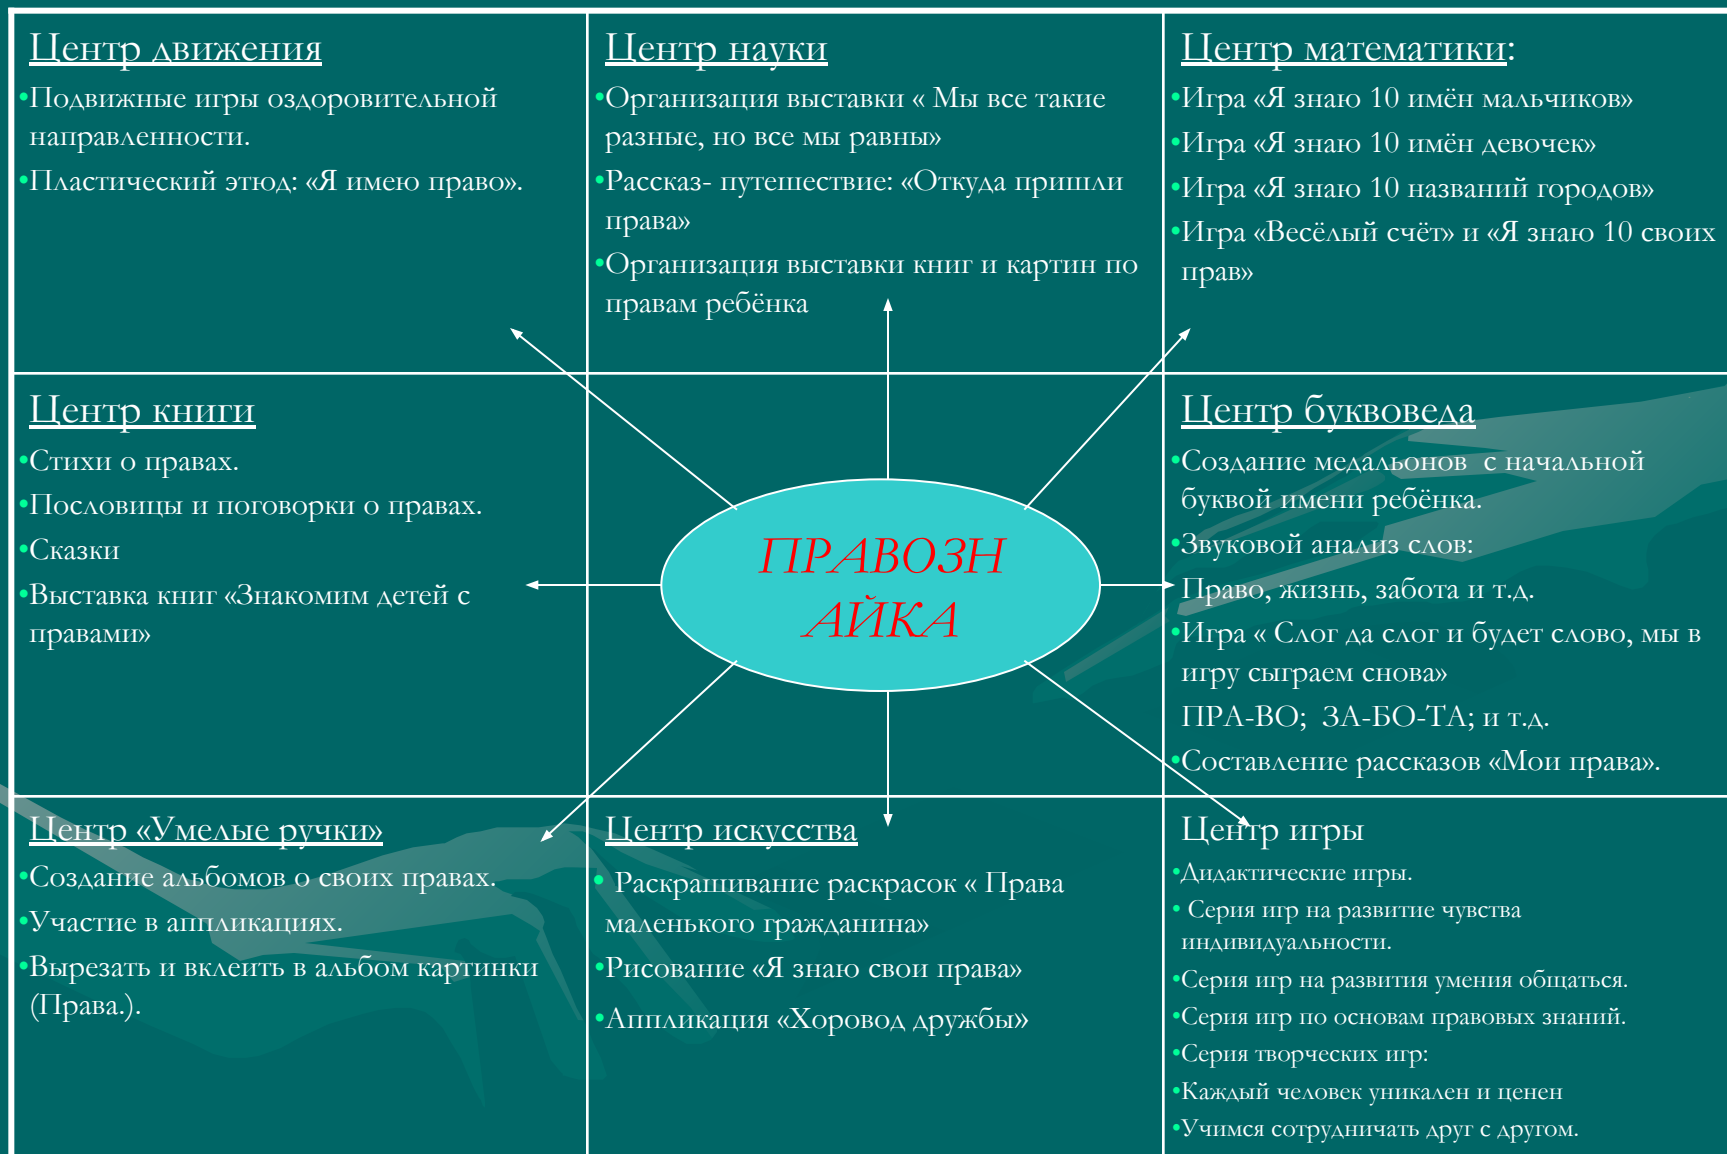 Центр движения
•Подвижные игры оздоровительной
направленности.
•Пластический этюд: «Я имею право».
Центр науки
•Организация выставки « Мы все такие
разные, но все мы равны»
•Рассказ- путешествие: «Откуда пришли
права»
•Организация выставки книг и картин по
правам ребёнка
Центр математики:
•Игра «Я знаю 10 имён мальчиков»
•Игра «Я знаю 10 имён девочек»
•Игра «Я знаю 10 названий городов»
•Игра «Весёлый счёт» и «Я знаю 10 своих
прав»
Центр книги
•Стихи о правах.
•Пословицы и поговорки о правах.
•Сказки
•Выставка книг «Знакомим детей с
правами»
ПРАВОЗН
АЙКА
Центр буквоведа
•Создание медальонов  с начальной
буквой имени ребёнка.
•Звуковой анализ слов:
Право, жизнь, забота и т.д.
•Игра « Слог да слог и будет слово, мы в
игру сыграем снова»
ПРА-ВО;  ЗА-БО-ТА; и т.д.
•Составление рассказов «Мои права».
Центр «Умелые ручки»
•Создание альбомов о своих правах.
•Участие в аппликациях.
•Вырезать и вклеить в альбом картинки
(Права.).
Центр искусства
• Раскрашивание раскрасок « Права
маленького гражданина»
•Рисование «Я знаю свои права»
•Аппликация «Хоровод дружбы»
Центр игры
•Дидактические игры.
• Серия игр на развитие чувства
индивидуальности.
•Серия игр на развития умения общаться.
•Серия игр по основам правовых знаний.
•Серия творческих игр:
•Каждый человек уникален и ценен
•Учимся сотрудничать друг с другом.